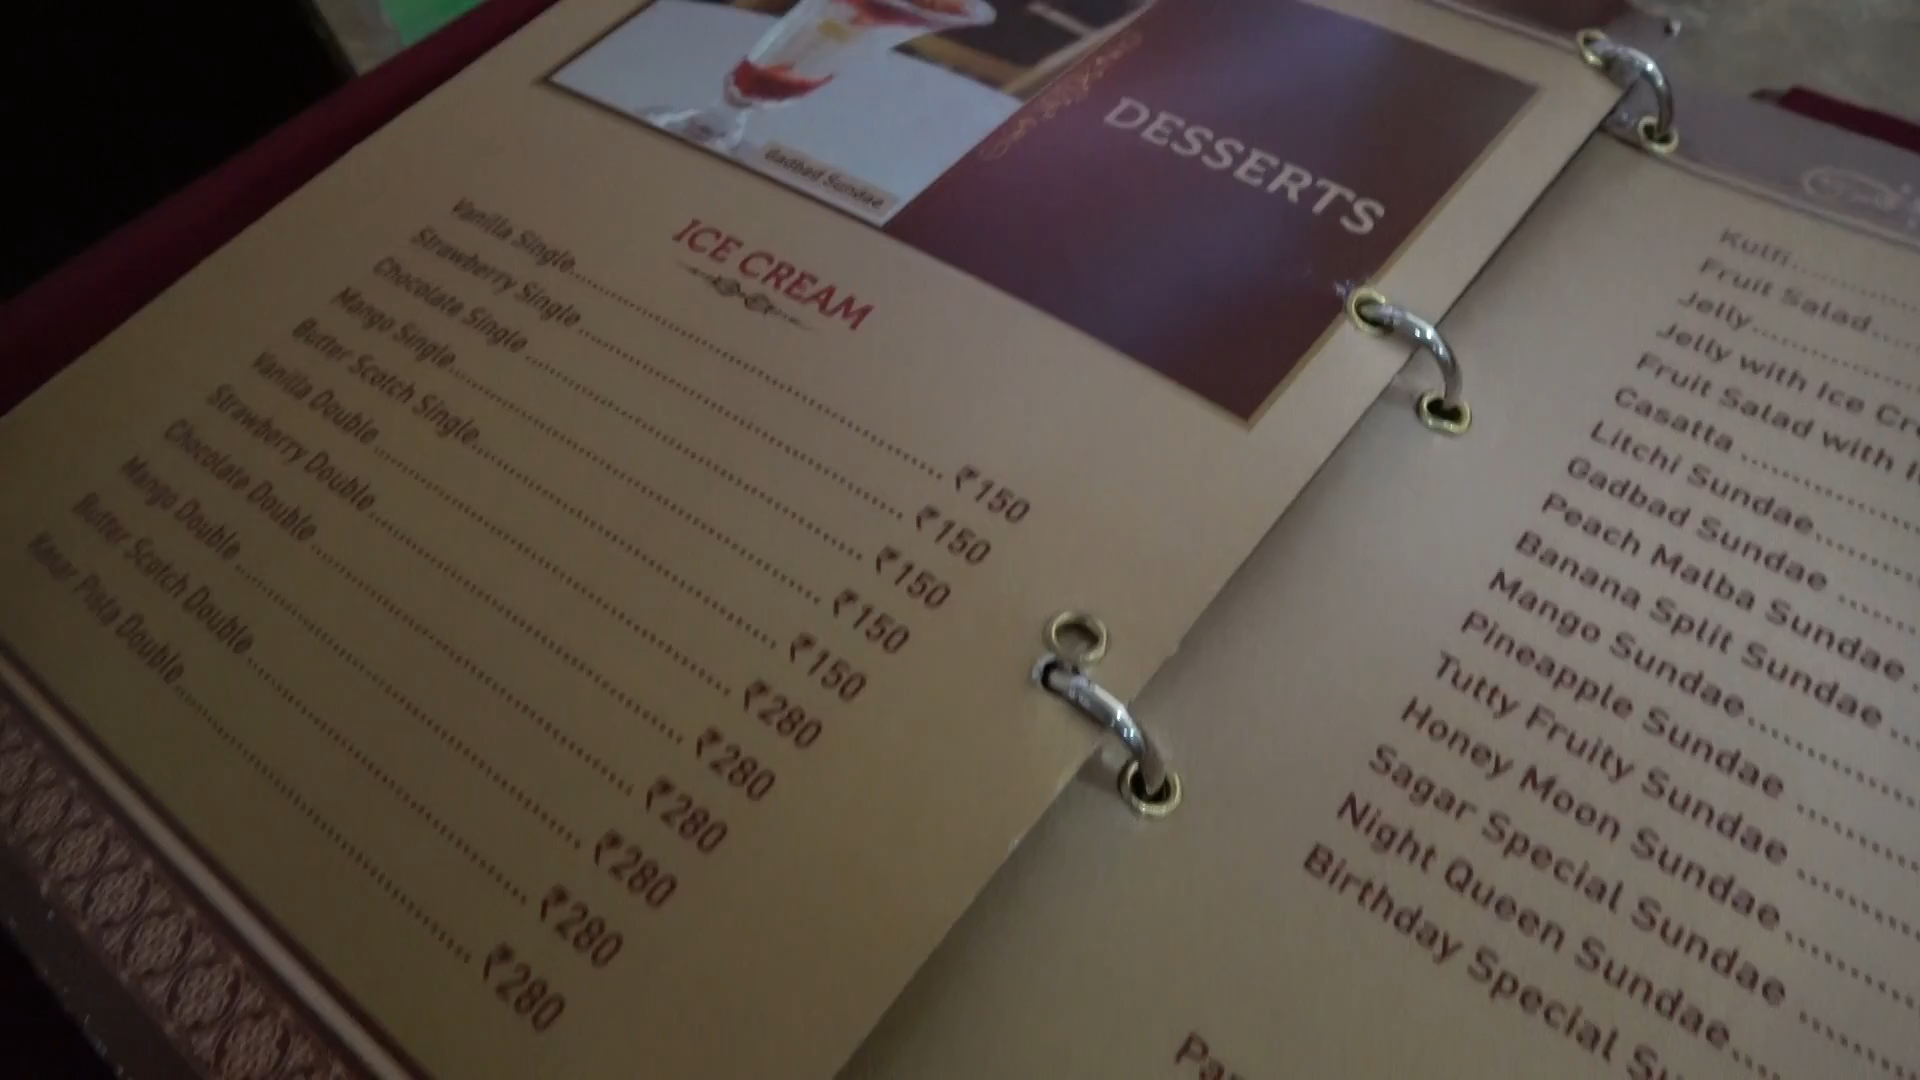 Gadbad Sundae
DESSERTS
ICE CREAM
Vanilla Single ₹150
Strawberry Single ₹150
Chocolate Single ₹150
Mango Single ₹150
Butter Scotch Single ₹150
Vanilla Double ₹280
Strawberry Double ₹280
Chocolate Double ₹280
Mango Double ₹280
Butter Scotch Double ₹280
Kesar Pista Double ₹280
Kulfi
Fruit Salad
Jelly
Jelly with Ice Cre
Fruit Salad with I
Casatta
Litchi Sundae
Gadbad Sundae
Peach Malba Sundae
Banana Split Sundae
Mango Sundae
Pineapple Sundae
Tutty Fruity Sundae
Honey Moon Sundae
Sagar Special Sundae
Night Queen Sundae
Birthday Special Su